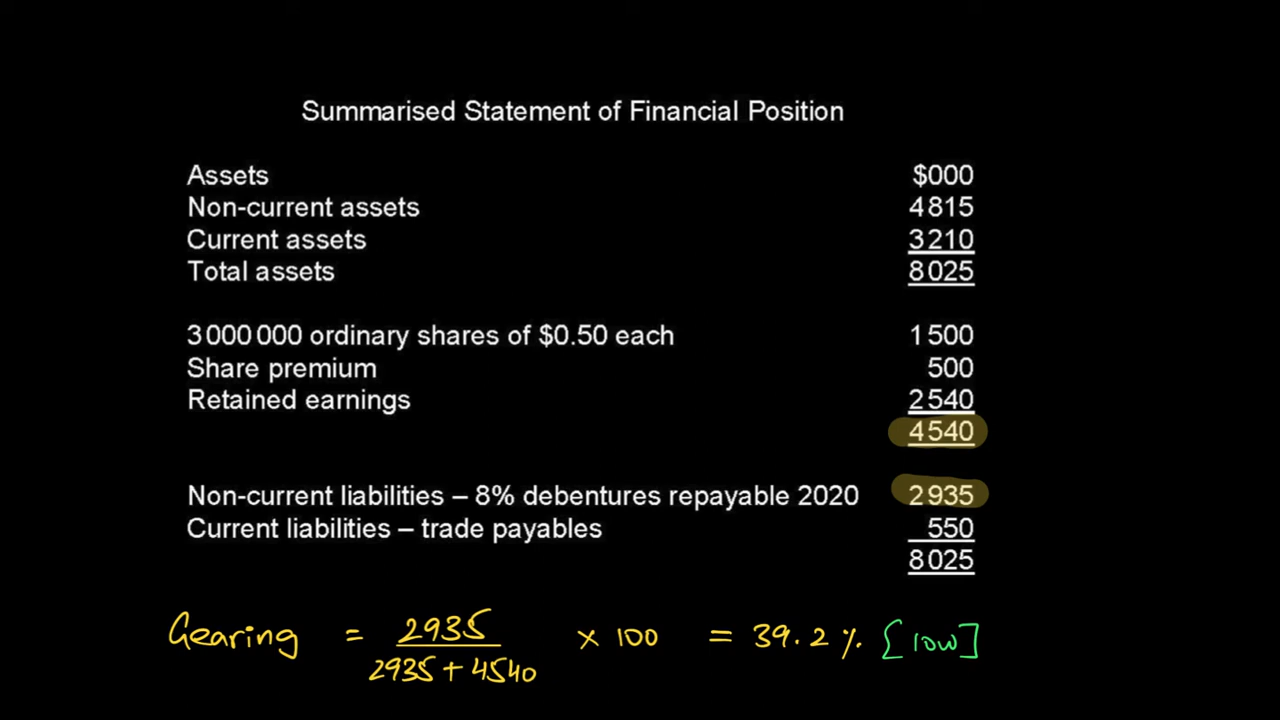 Summarised Statement of Financial Position
Assets $000
Non-current assets 4815
Current assets 3210
Total assets 8025
3000000 ordinary shares of $0.50 each 1500
Share premium 500
Retained earnings 2540
4540
Non-current liabilities – 8% debentures repayable 2020 2935
Current liabilities – trade payables 550
8025
Gearing = 2935 / 2935 + 4540 × 100 = 39.2% [low]